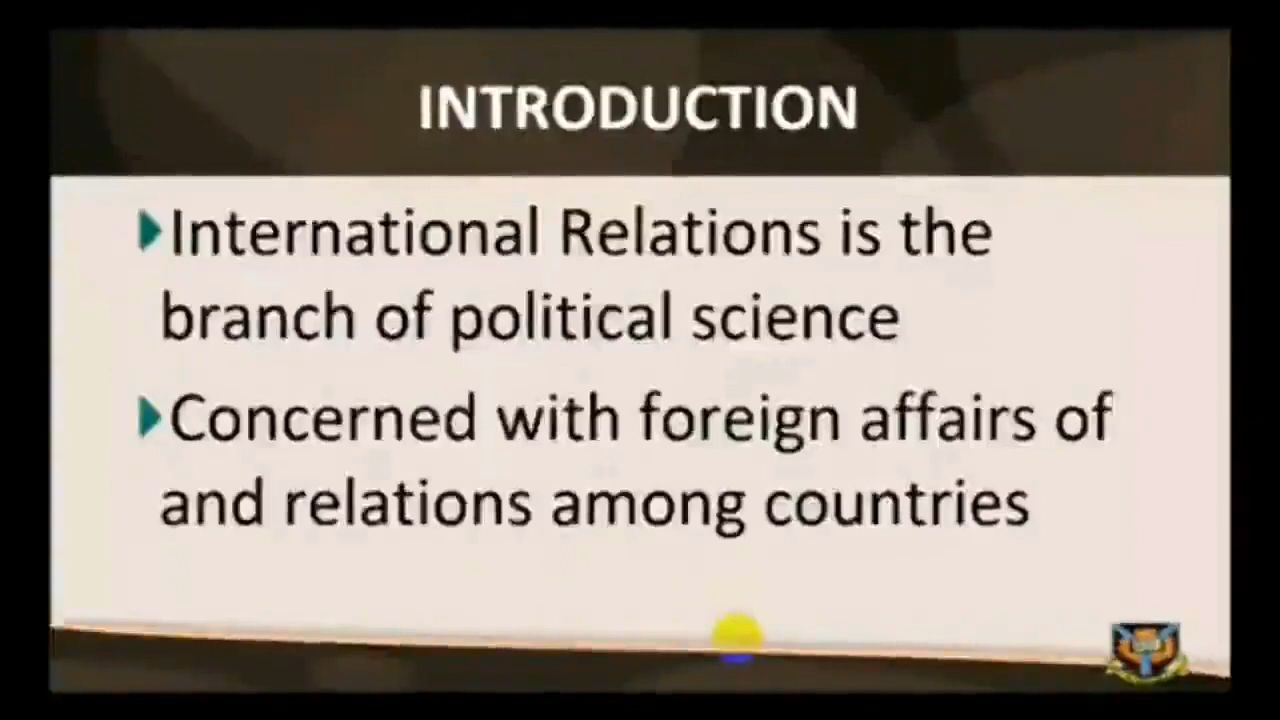 INTRODUCTION
International Relations is the
branch of political science
Concerned with foreign affairs of
and relations among countries